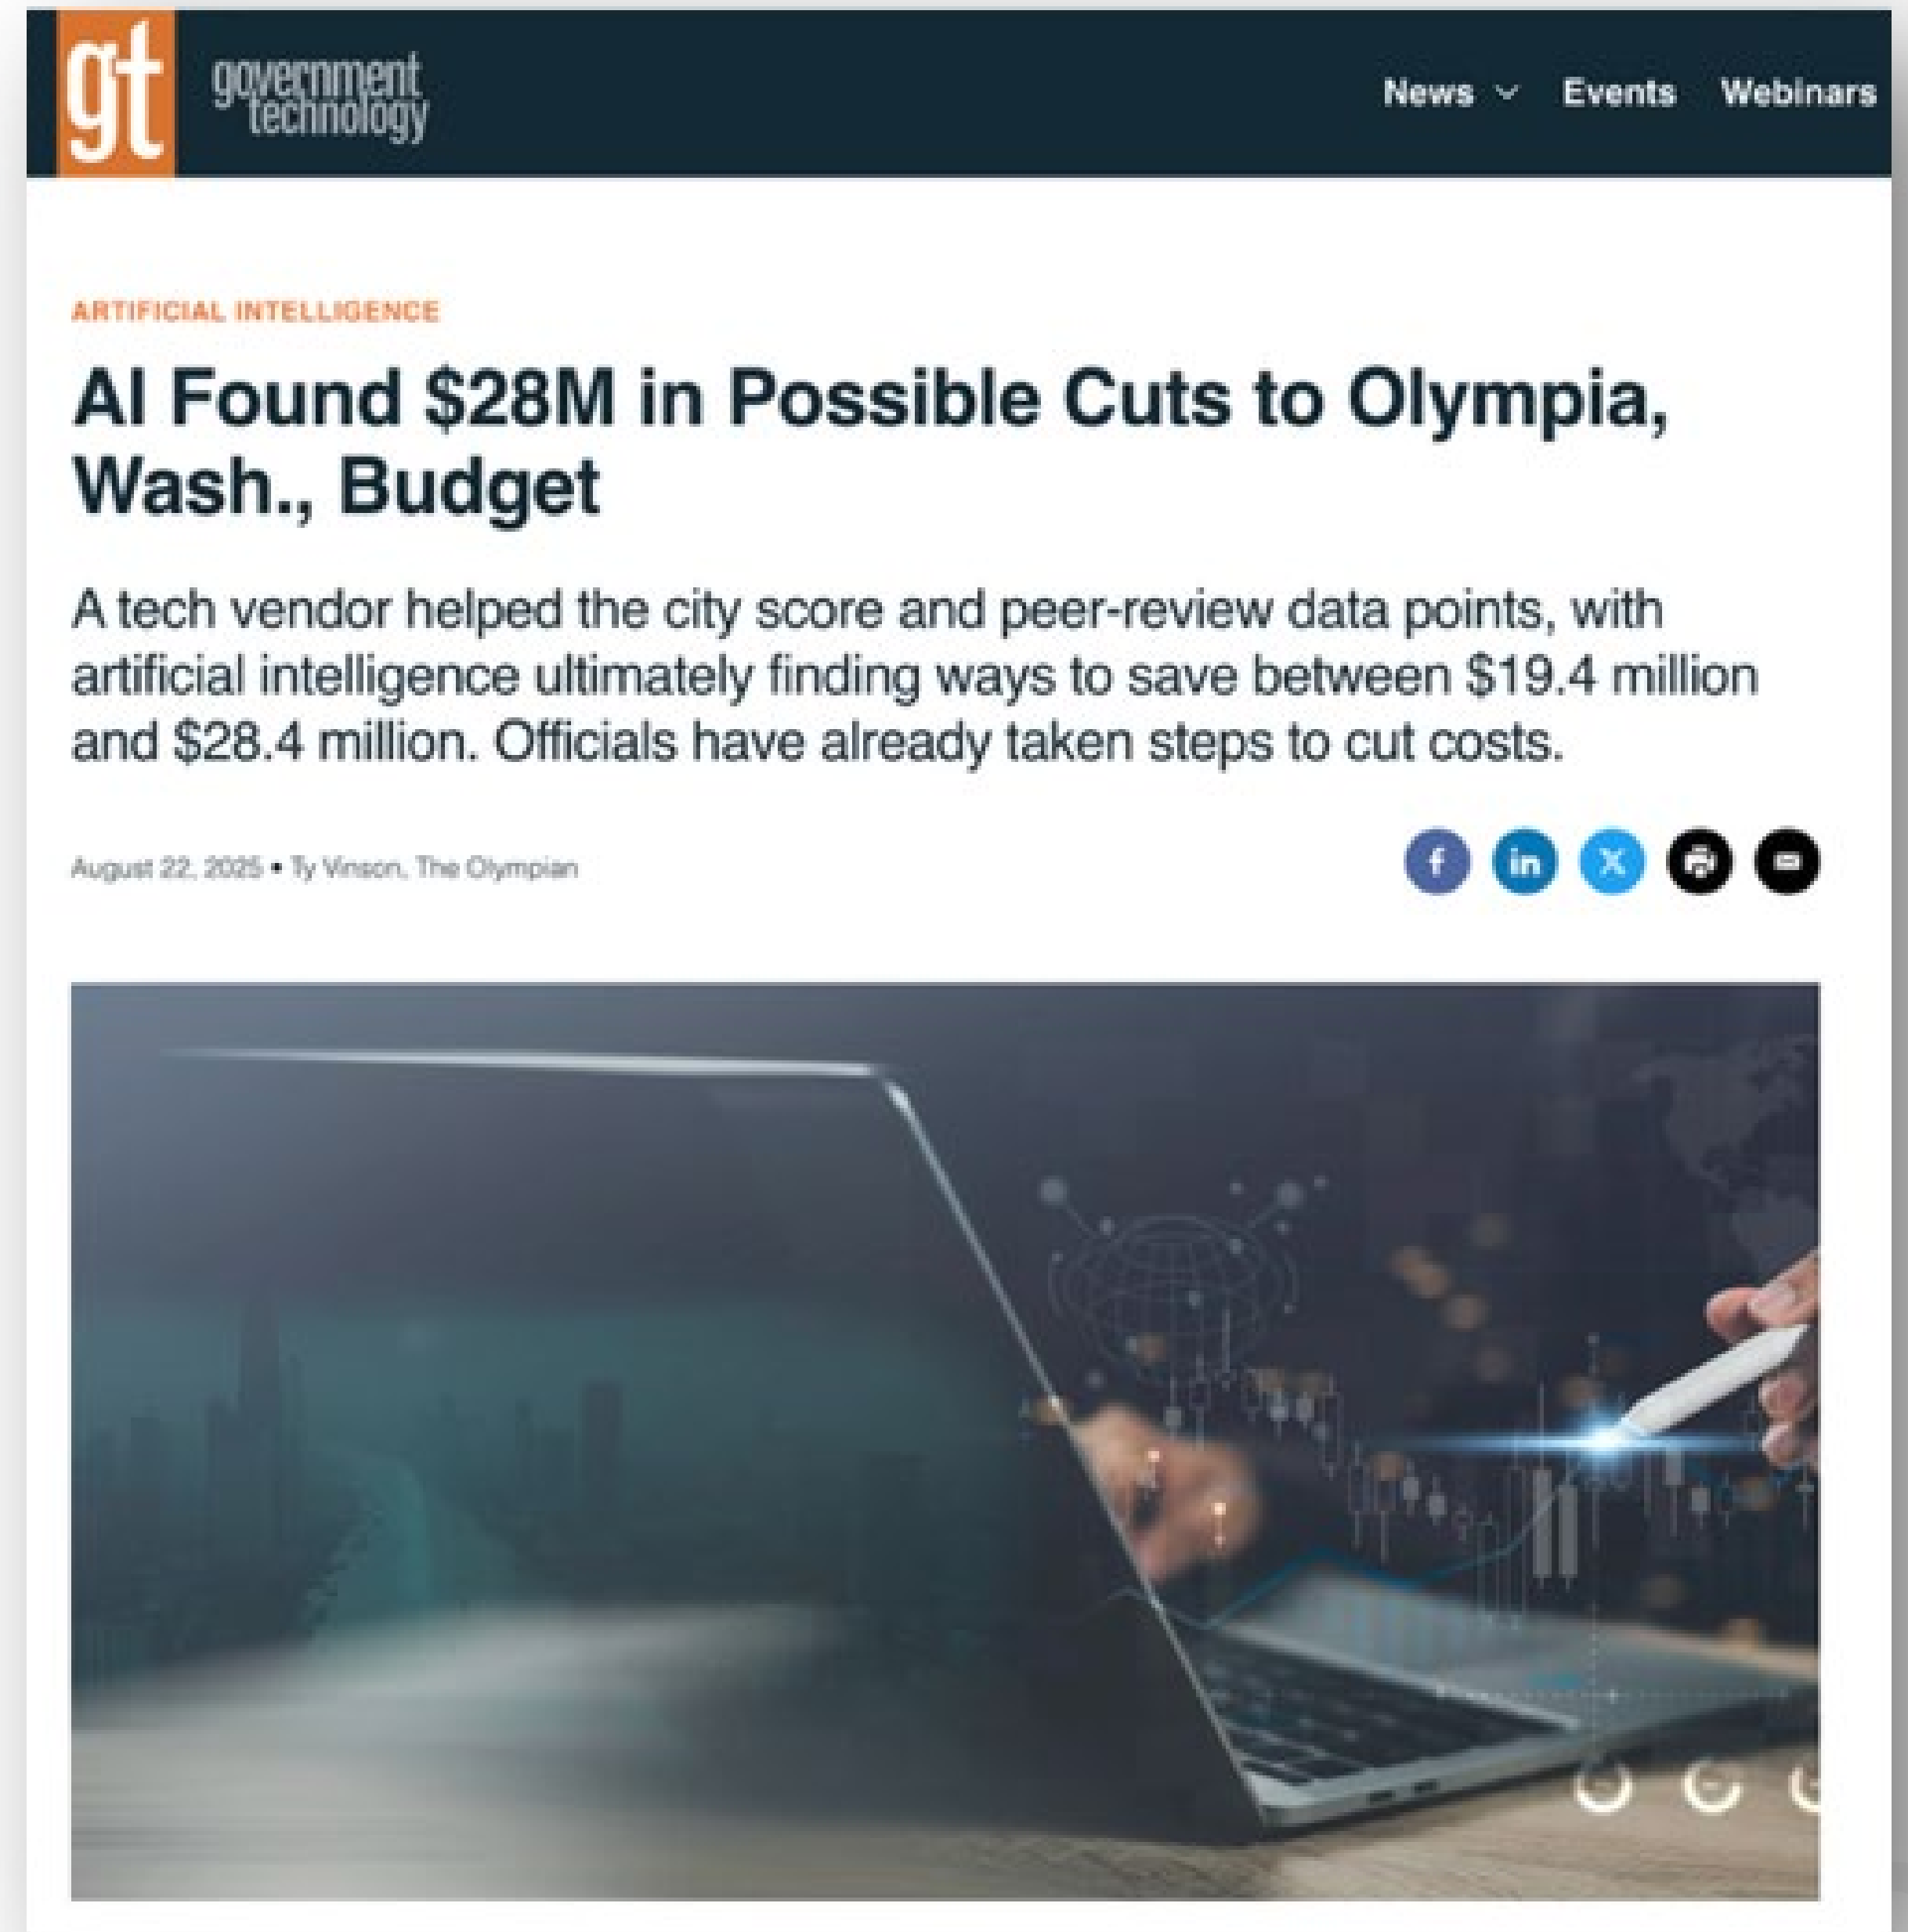 gt
government
technology
News
Events
Webinars
ARTIFICIAL INTELLIGENCE
AI Found $28M in Possible Cuts to Olympia,
Wash., Budget
A tech vendor helped the city score and peer-review data points, with
artificial intelligence ultimately finding ways to save between $19.4 million
and $28.4 million. Officials have already taken steps to cut costs.
August 22, 2025 • Ty Vinson, The Olympian